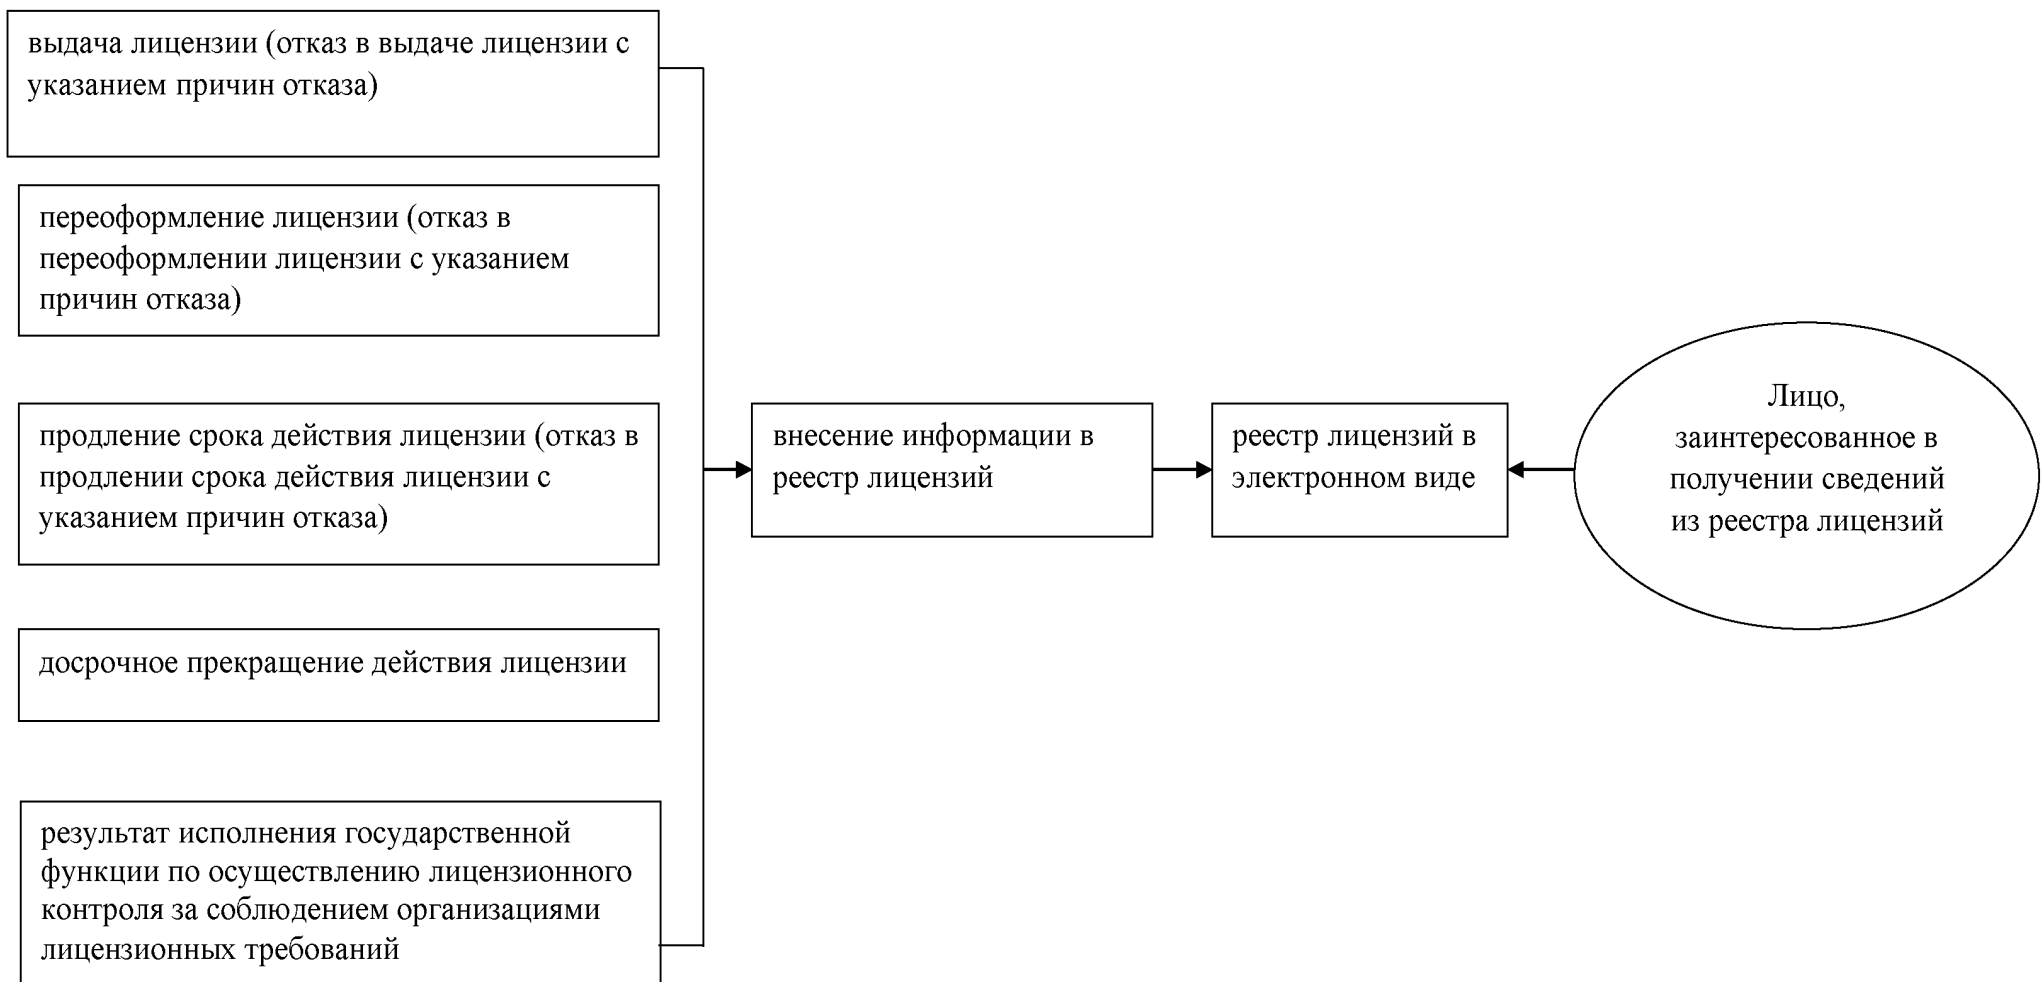 выдача лицензии (отказ в выдаче лицензии с
указанием причин отказа)
переоформление лицензии (отказ в
переоформлении лицензии с указанием
причин отказа)
продление срока действия лицензии (отказ в
продлении срока действия лицензии с
указанием причин отказа)
досрочное прекращение действия лицензии
результат исполнения государственной
функции по осуществлению лицензионного
контроля за соблюдением организациями
лицензионных требований
внесение информации в
реестр лицензий
реестр лицензий в
электронном виде
Лицо,
заинтересованное в
получении сведений
из реестра лицензий